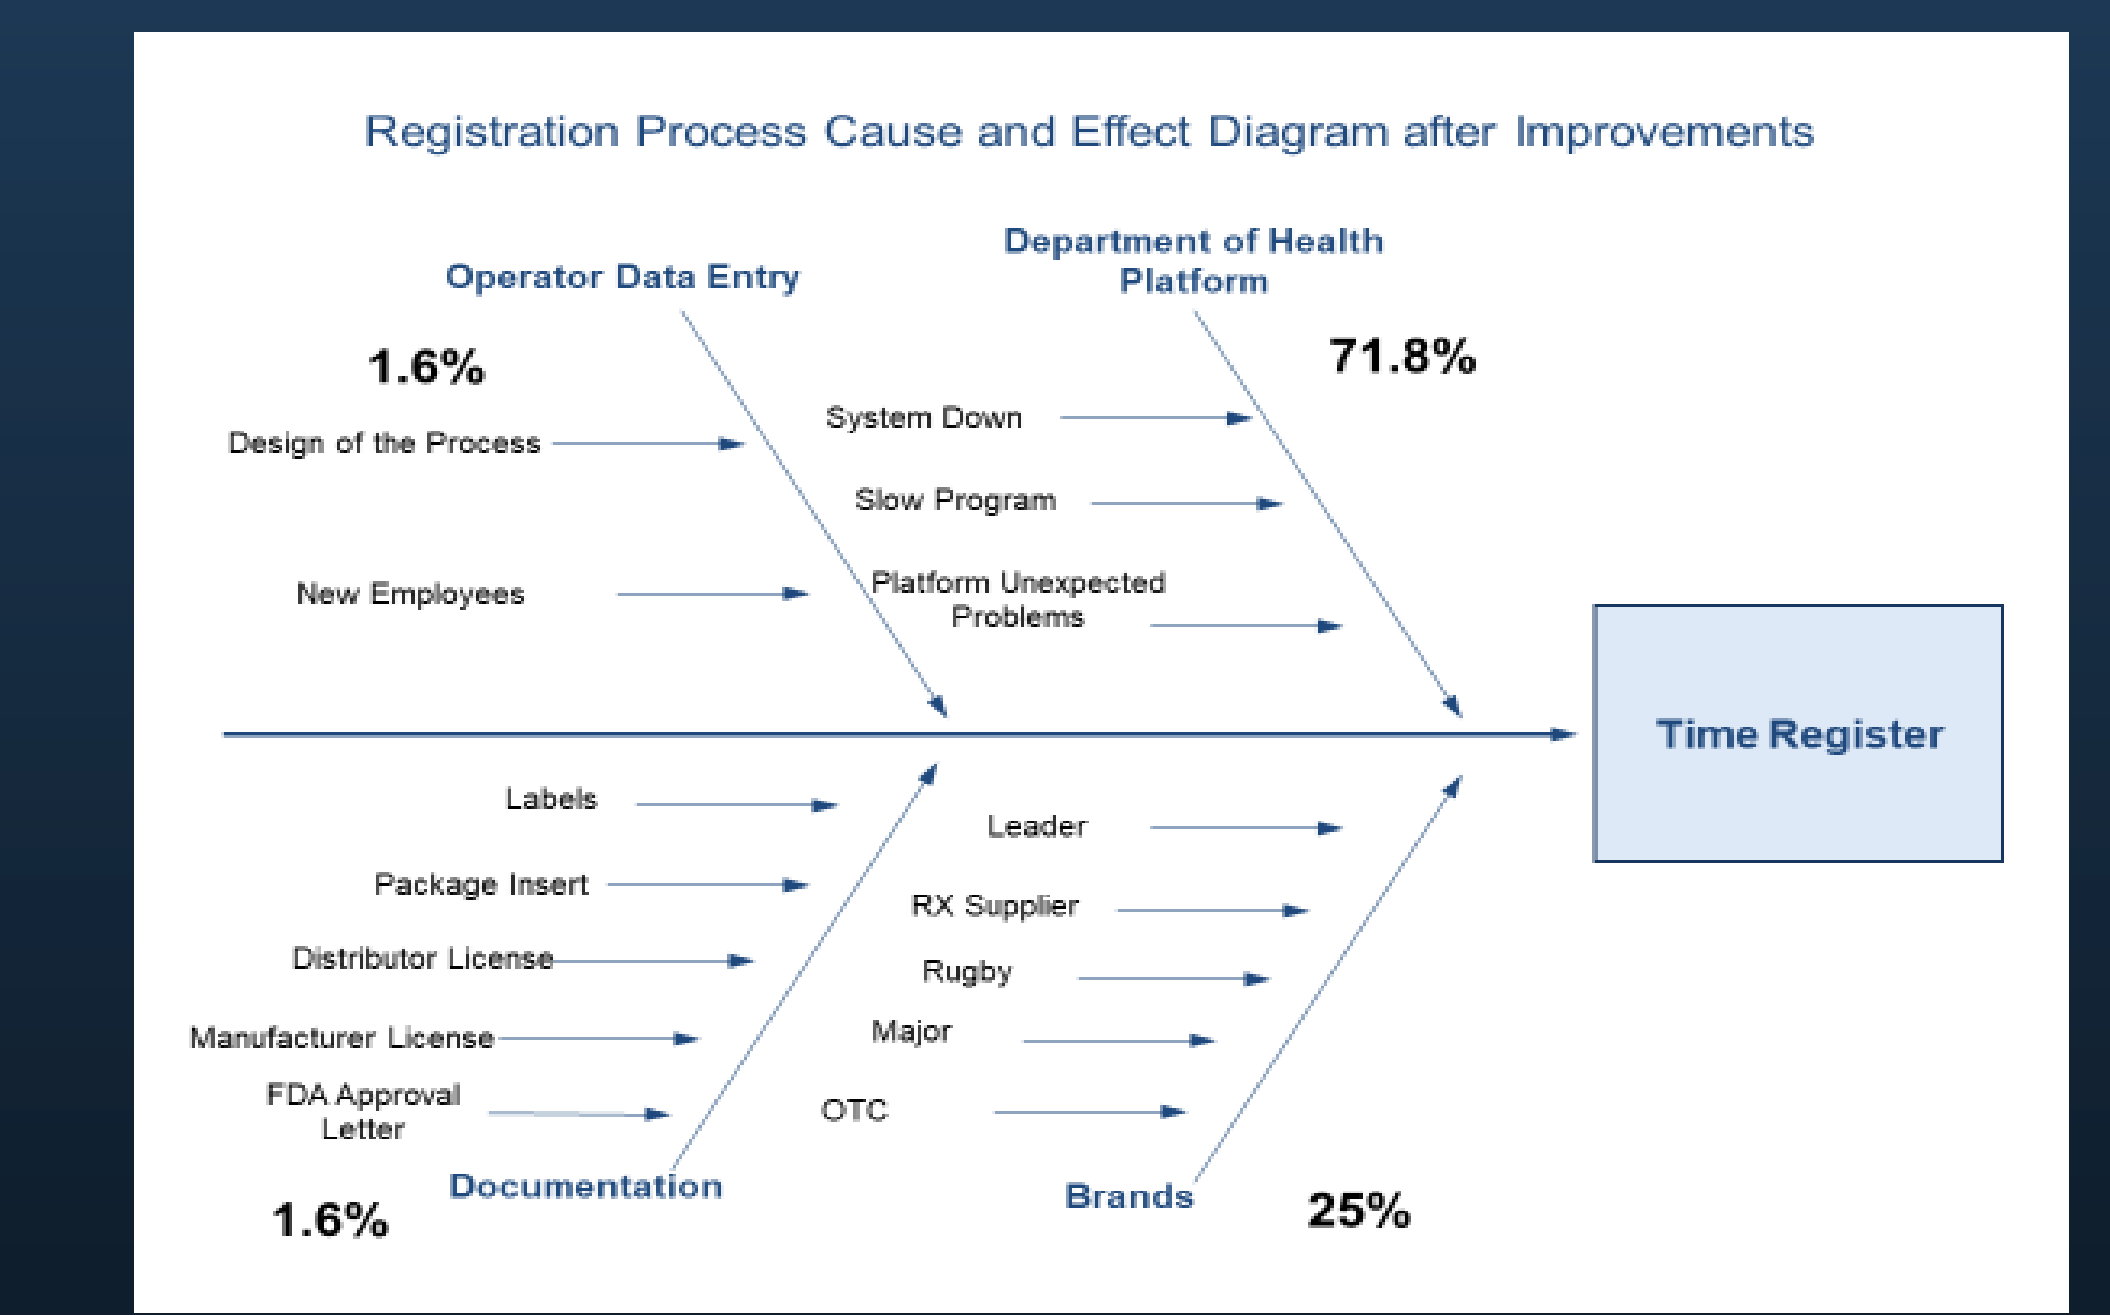 Registration Process Cause and Effect Diagram after Improvements
Operator Data Entry
Department of Health
Platform
1.6%
71.8%
Design of the Process
System Down
Slow Program
New Employees
Platform Unexpected
Problems
Time Register
Labels
Package Insert
Distributor License
Manufacturer License
FDA Approval
Letter
Documentation
1.6%
Leader
RX Supplier
Rugby
Major
OTC
Brands
25%